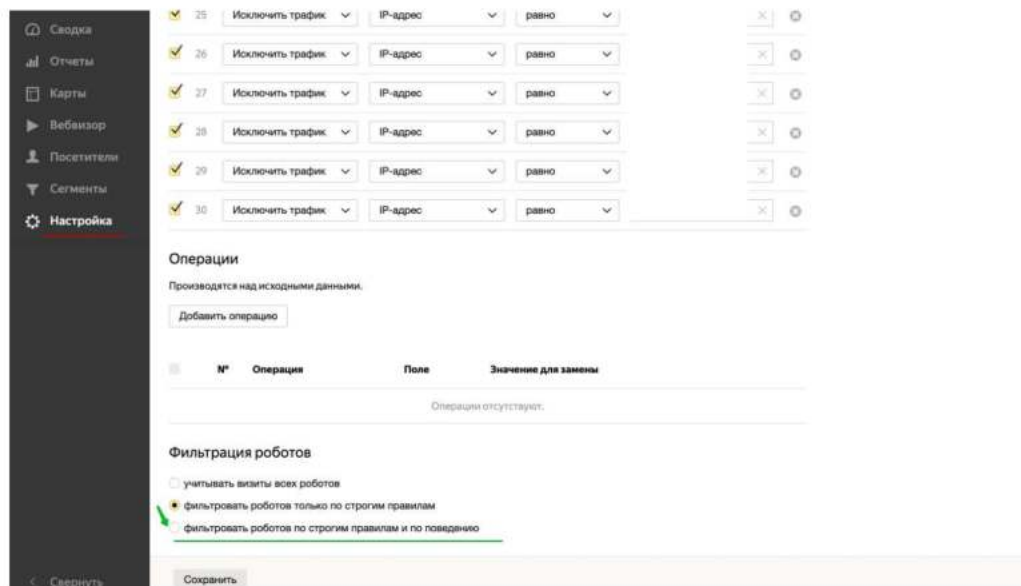 Сводка
Отчеты
Карты
Вебвизор
Посетители
Сегменты
Настройка
Свернуть
25 Исключить трафик IP-адрес равно
26 Исключить трафик IP-адрес равно
27 Исключить трафик IP-адрес равно
28 Исключить трафик IP-адрес равно
29 Исключить трафик IP-адрес равно
30 Исключить трафик IP-адрес равно
Операции
Производятся над исходными данными.
Добавить операцию
№ Операция Поле Значение для замены
Операции отсутствуют.
Фильтрация роботов
учитывать визиты всех роботов
фильтровать роботов только по строгим правилам
фильтровать роботов по строгим правилам и по поведению
Сохранить